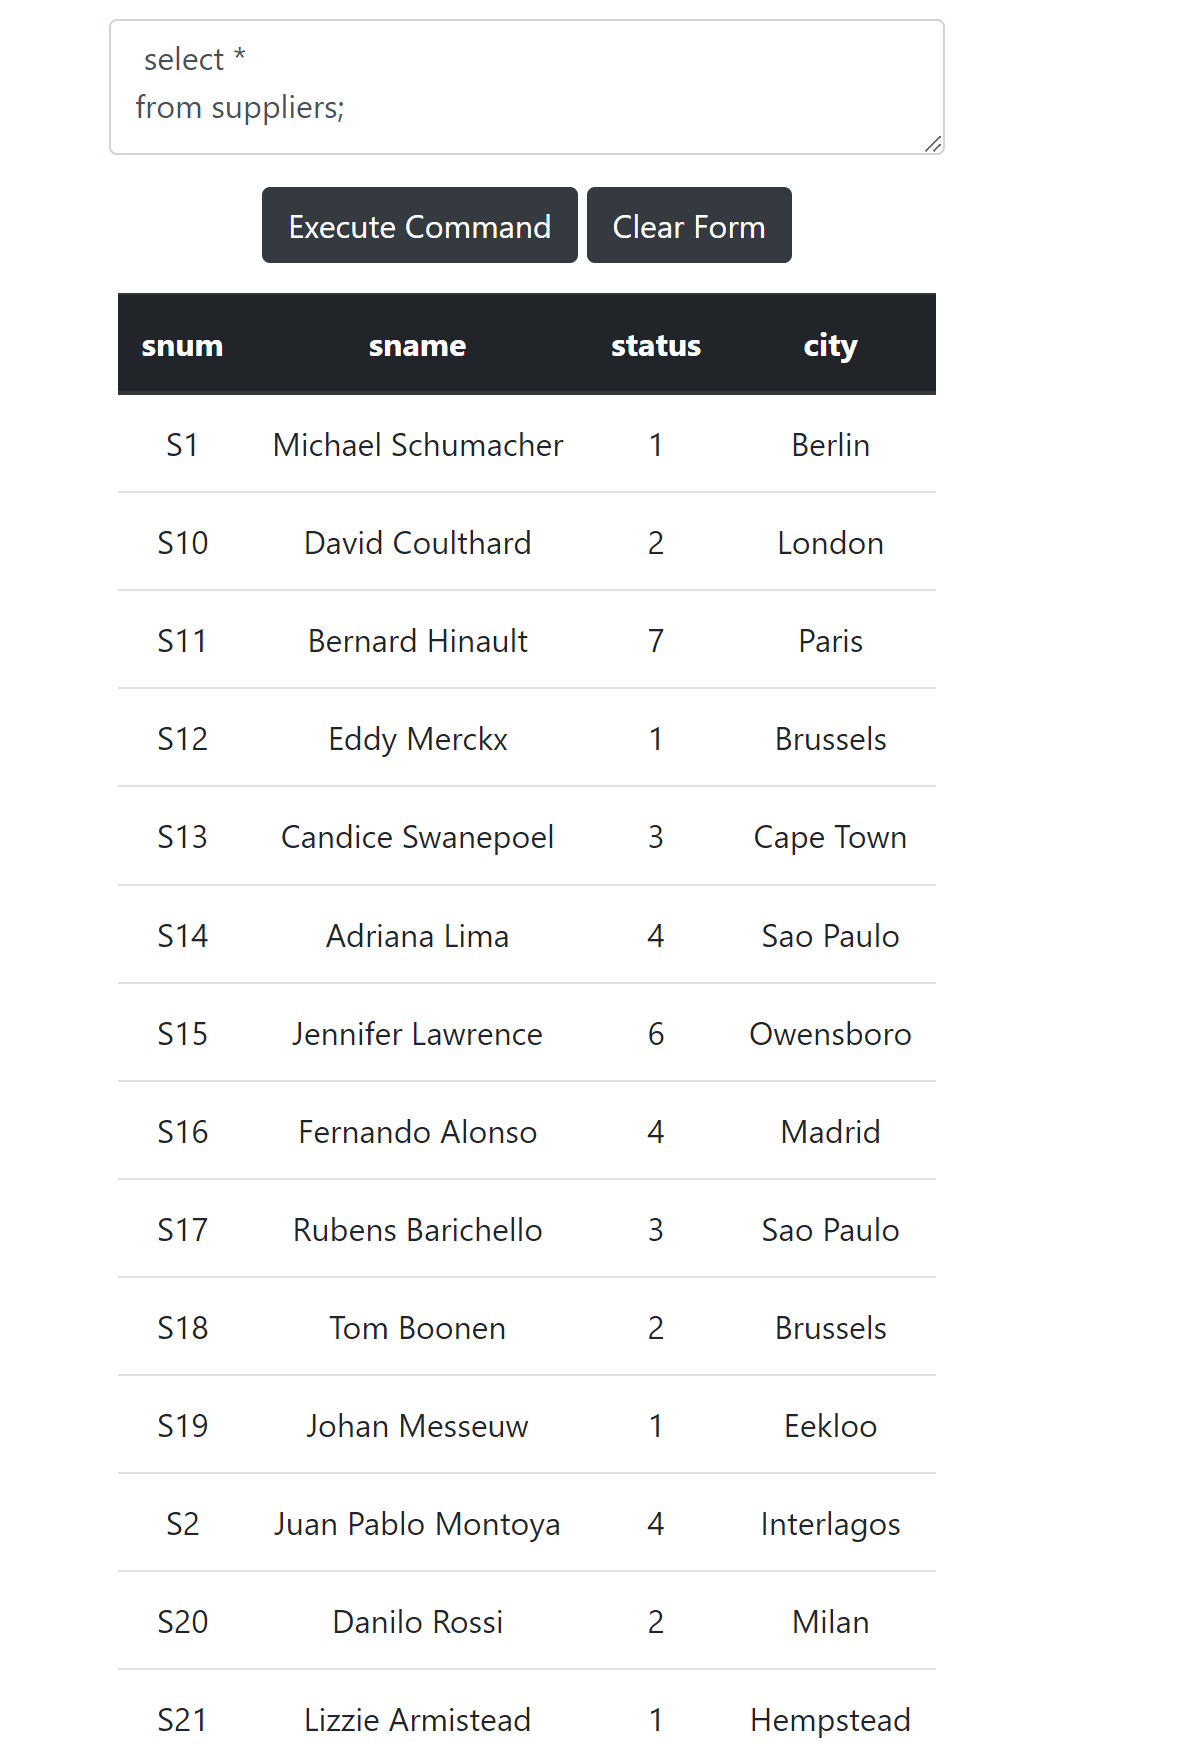 select *
from suppliers;
Execute Command Clear Form
snum sname status city
S1 Michael Schumacher 1 Berlin
S10 David Coulthard 2 London
S11 Bernard Hinault 7 Paris
S12 Eddy Merckx 1 Brussels
S13 Candice Swanepoel 3 Cape Town
S14 Adriana Lima 4 Sao Paulo
S15 Jennifer Lawrence 6 Owensboro
S16 Fernando Alonso 4 Madrid
S17 Rubens Barichello 3 Sao Paulo
S18 Tom Boonen 2 Brussels
S19 Johan Messeuw 1 Eekloo
S2 Juan Pablo Montoya 4 Interlagos
S20 Danilo Rossi 2 Milan
S21 Lizzie Armistead 1 Hempstead